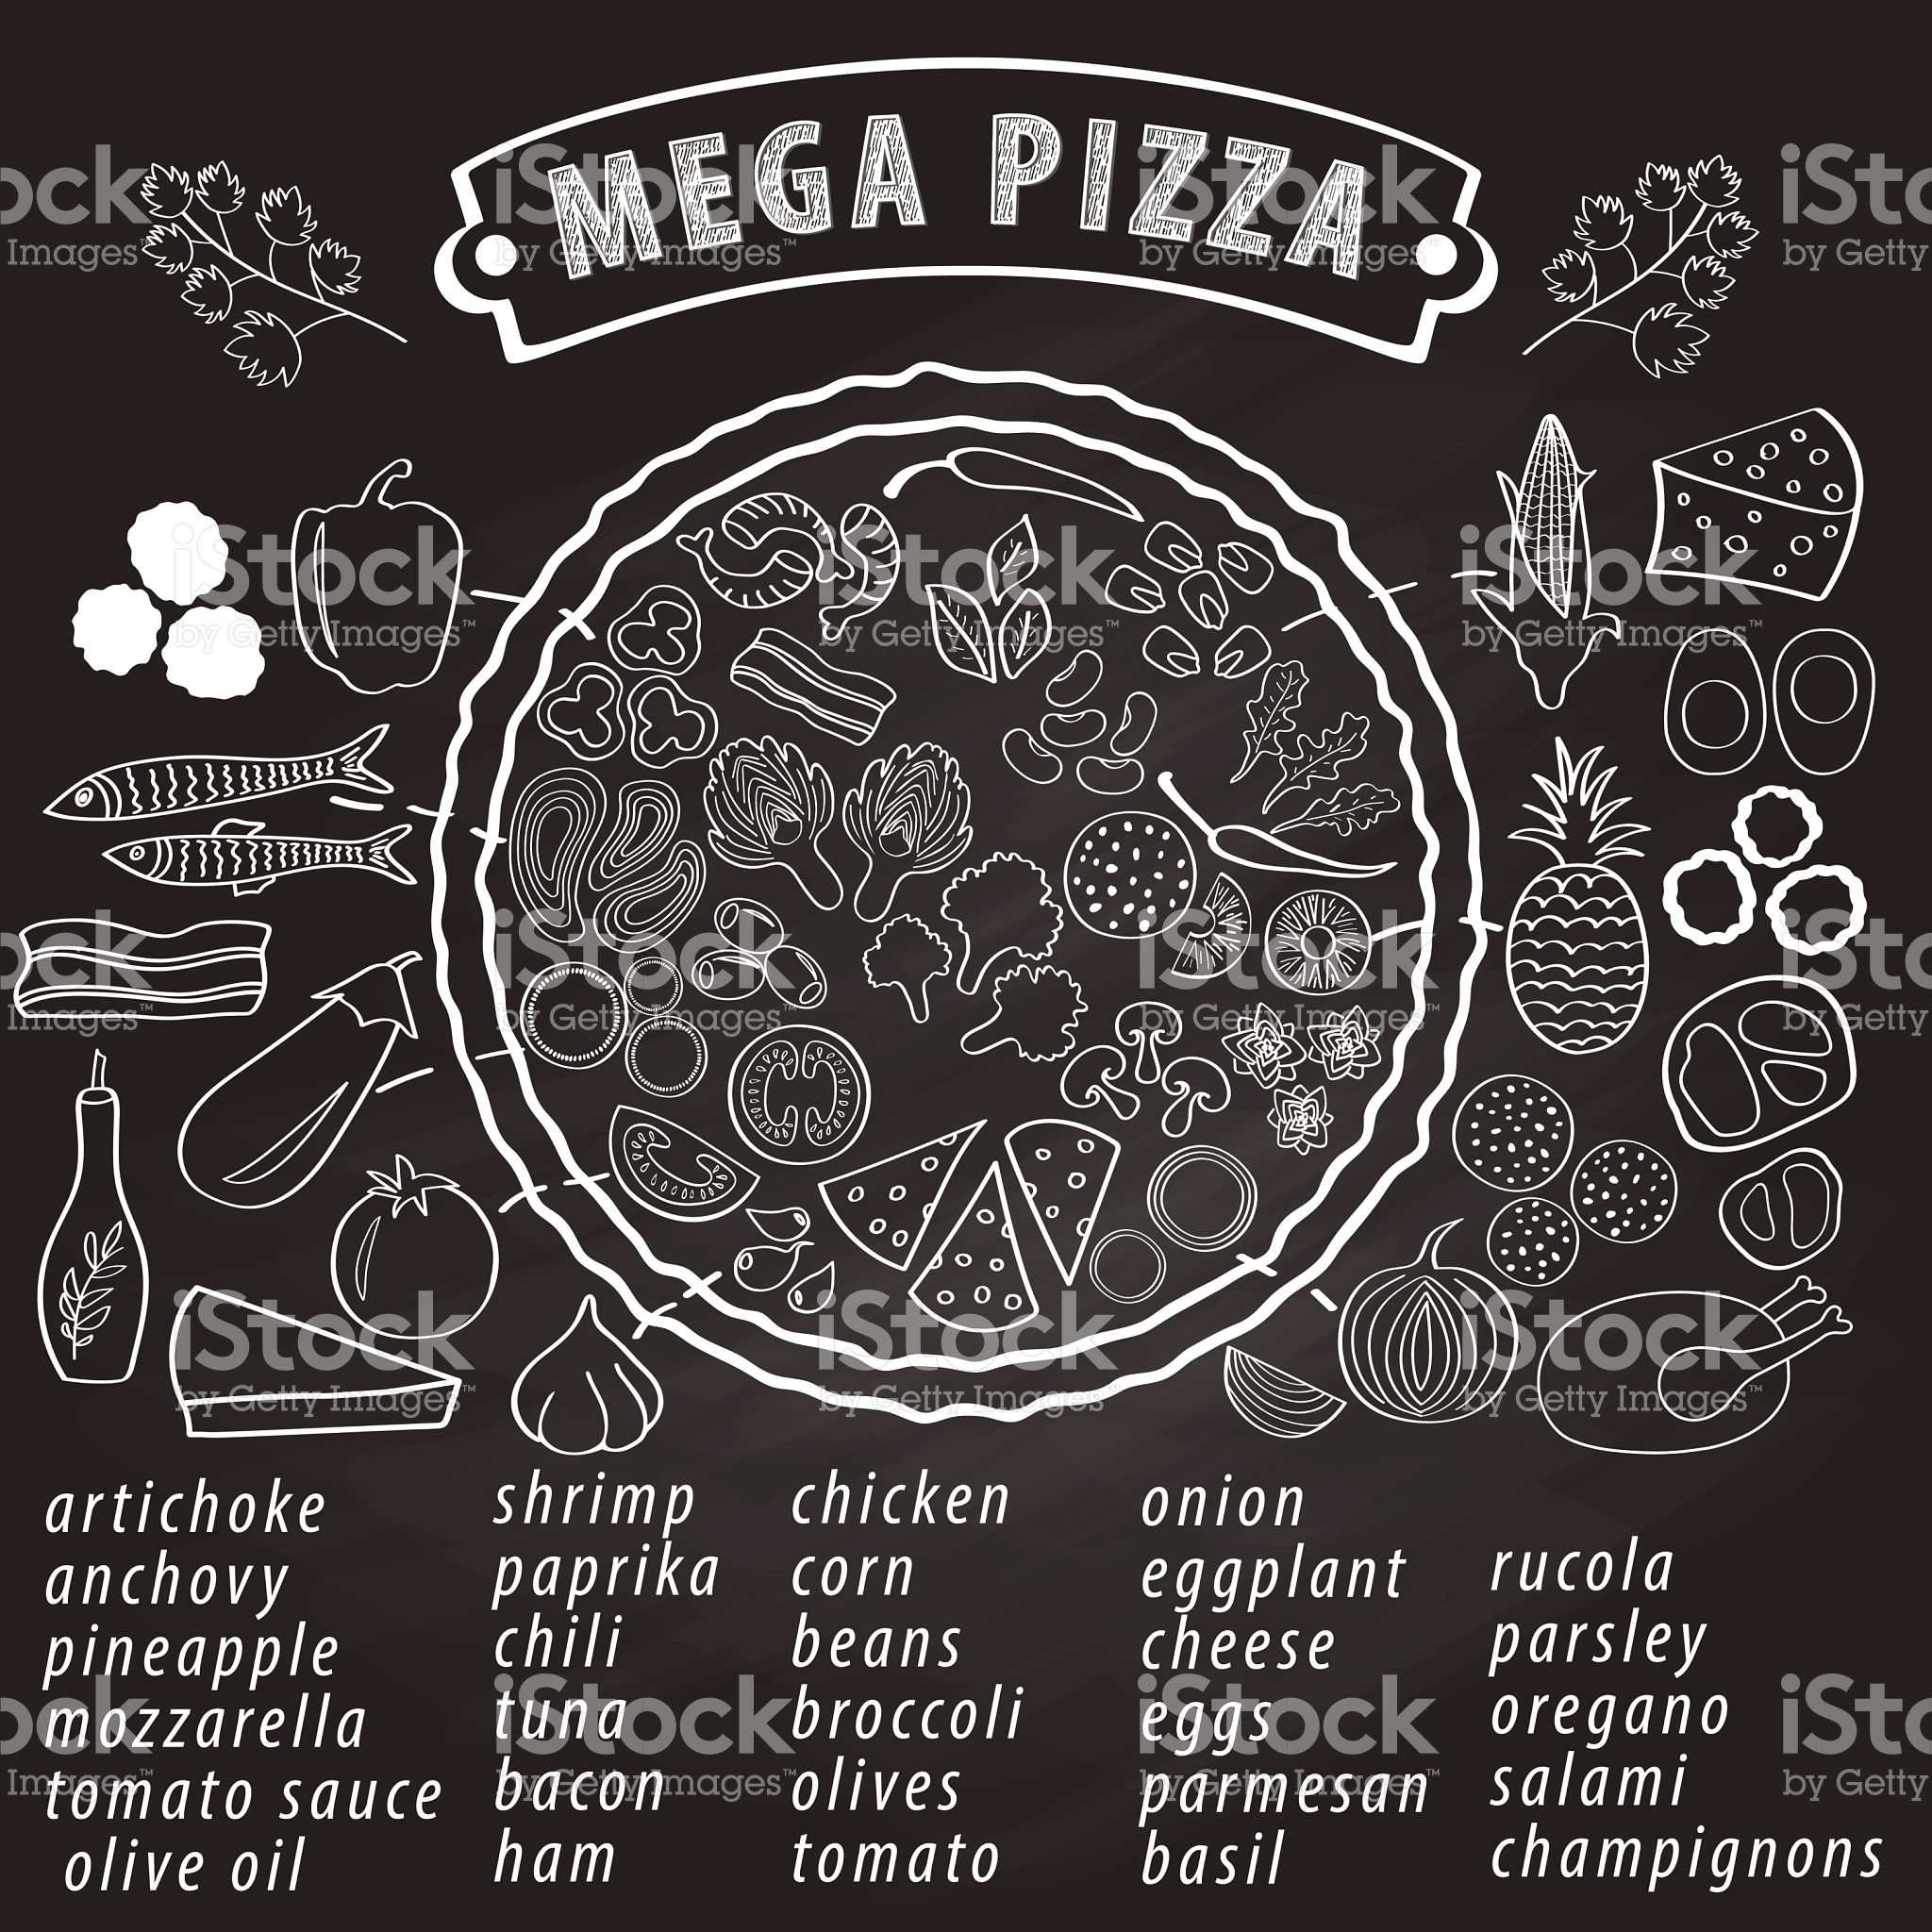 MEGA PIZZA
artichoke
anchovy
pineapple
mozzarella
tomato sauce
olive oil
shrimp
paprika
chili
tuna
bacon
ham
chicken
corn
beans
broccoli
olives
tomato
onion
eggplant
cheese
eggs
parmesan
basil
rucola
parsley
oregano
salami
champignons
iStock
by Getty Images™